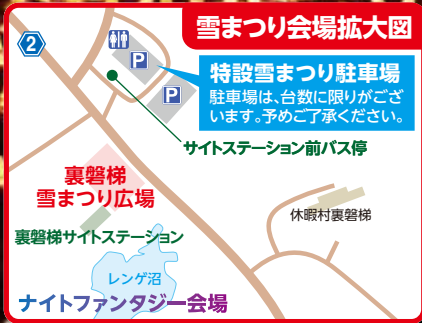 雪まつり会場拡大図
2
P
P
特設雪まつり駐車場
駐車場は、台数に限りがござ
います。予めご了承ください。
サイトステーション前バス停
裏磐梯
雪まつり広場
休暇村裏磐梯
裏磐梯サイトステーション
レンゲ沼
ナイトファンタジー会場